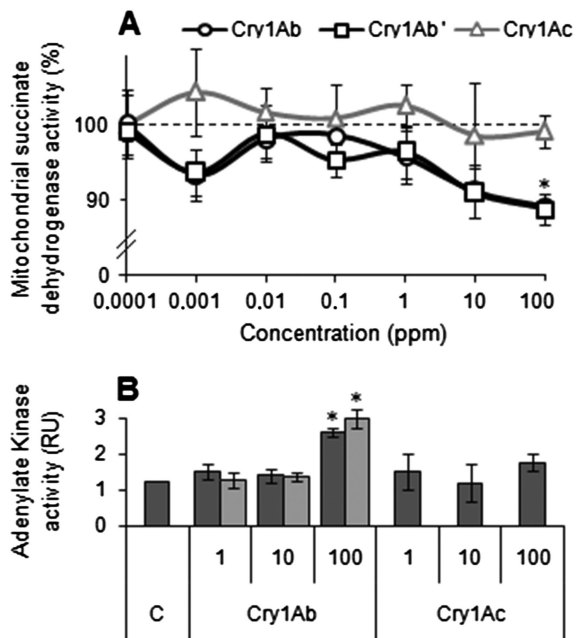 A
Cry1Ab Cry1Ab' Cry1Ac
Mitochondrial succinate
dehydrogenase activity (%)
100
90
0
*
0.0001 0.001 0.01 0.1 1 10 100
Concentration (ppm)
B
Adenylate Kinase
activity (RU)
3
2
1
0
* *
1 10 100 1 10 100
C Cry1Ab Cry1Ac